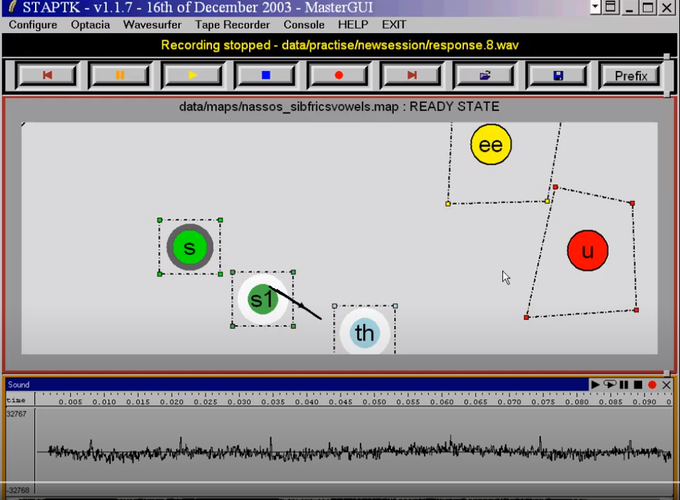 STAPTK - v1.1.7 - 16th of December 2003 - MasterGUI
Configure Optacia Wavesurfer Tape Recorder Console HELP EXIT
Recording stopped - data/practise/newsession/response.8.wav
Prefix
data/maps/nassos_sibfricsvowels.map : READY STATE
ee
s
u
s1
th
Sound
time 0.005 0.010 0.015 0.020 0.025 0.030 0.035 0.040 0.045 0.050 0.055 0.060 0.065 0.070 0.075 0.080 0.085 0.090 0
32767
-32768